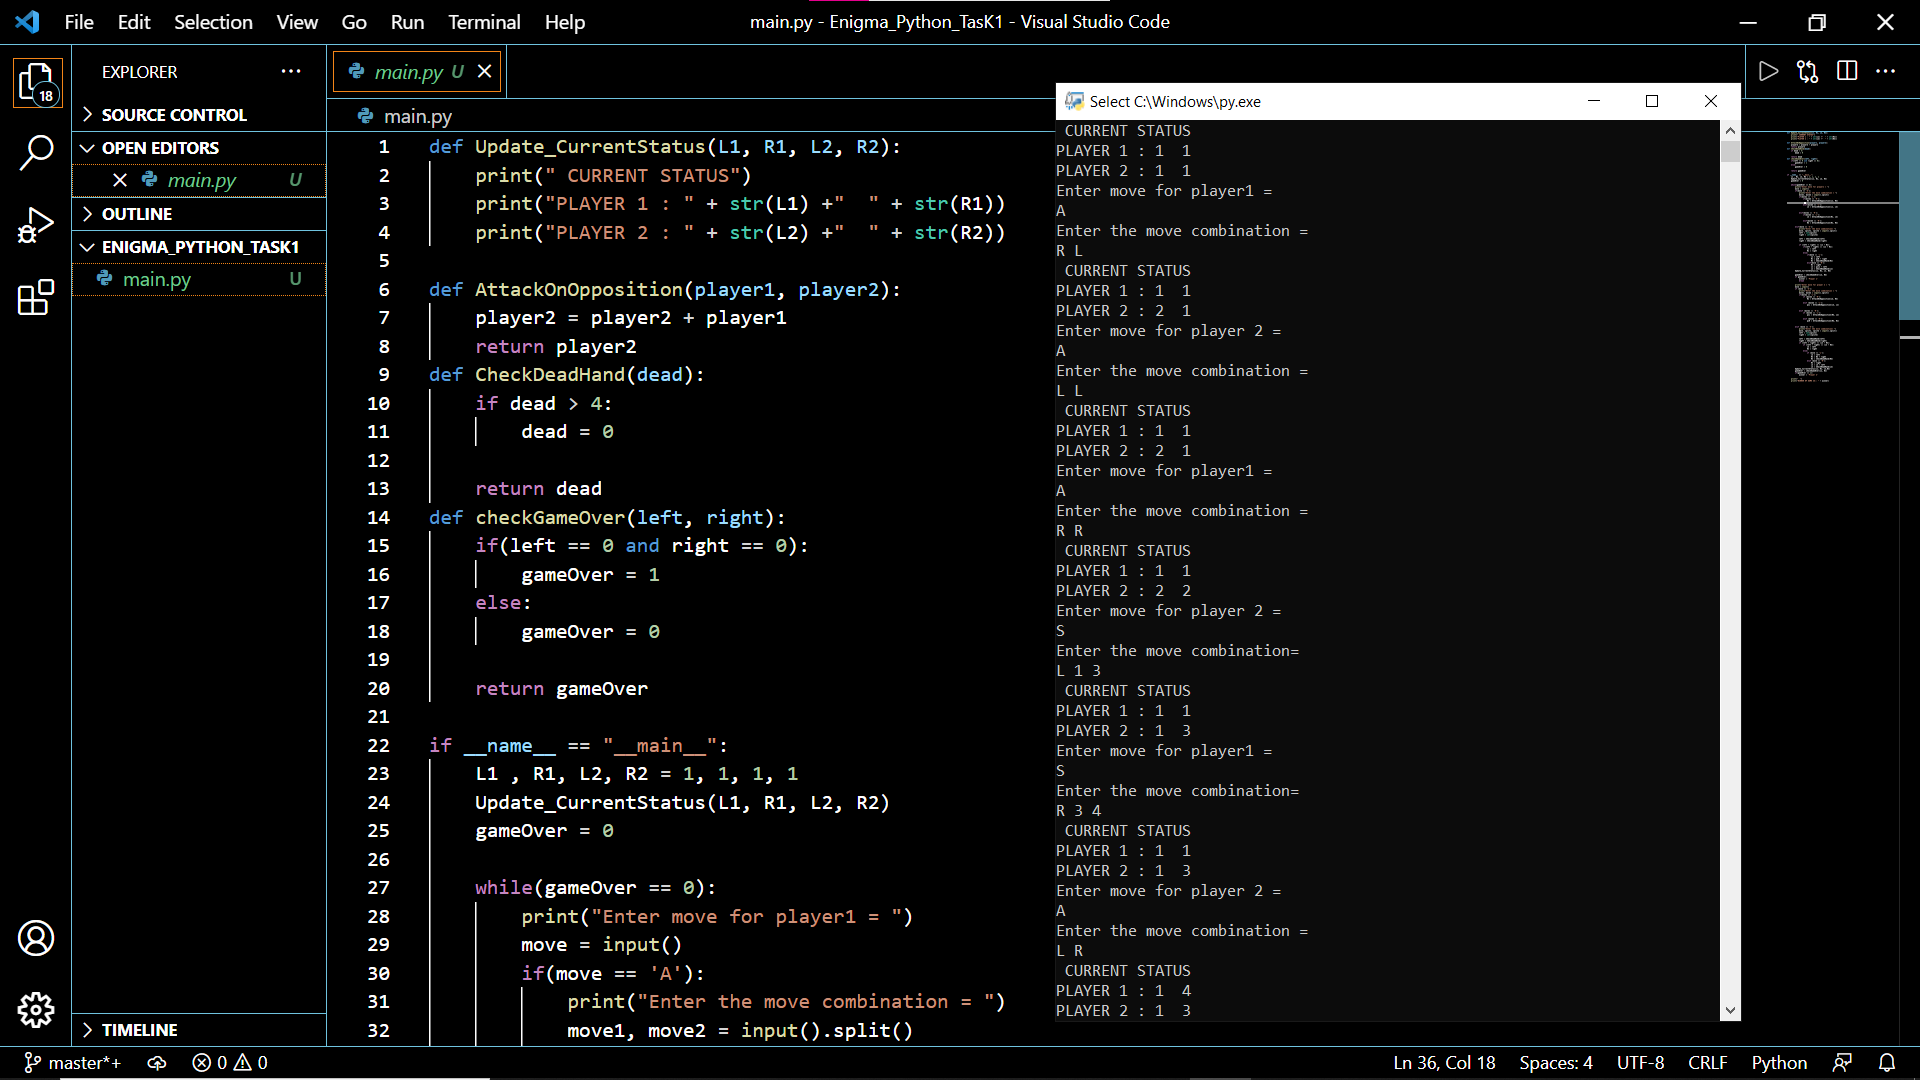 File Edit Selection View Go Run Terminal Help
main.py - Enigma_Python_TasK1 - Visual Studio Code
18
EXPLORER
SOURCE CONTROL
OPEN EDITORS
main.py U
OUTLINE
ENIGMA_PYTHON_TASK1
main.py U
TIMELINE
main.py U
main.py
1 def Update_CurrentStatus(L1, R1, L2, R2):
2 print(" CURRENT STATUS")
3 print("PLAYER 1 : " + str(L1) +"  " + str(R1))
4 print("PLAYER 2 : " + str(L2) +"  " + str(R2))
5
6 def AttackOnOpposition(player1, player2):
7 player2 = player2 + player1
8 return player2
9 def CheckDeadHand(dead):
10 if dead > 4:
11 dead = 0
12
13 return dead
14 def checkGameOver(left, right):
15 if(left == 0 and right == 0):
16 gameOver = 1
17 else:
18 gameOver = 0
19
20 return gameOver
21
22 if __name__ == "__main__":
23 L1 , R1, L2, R2 = 1, 1, 1, 1
24 Update_CurrentStatus(L1, R1, L2, R2)
25 gameOver = 0
26
27 while(gameOver == 0):
28 print("Enter move for player1 = ")
29 move = input()
30 if(move == 'A'):
31 print("Enter the move combination = ")
32 move1, move2 = input().split()
Select C:\Windows\py.exe
CURRENT STATUS
PLAYER 1 : 1  1
PLAYER 2 : 1  1
Enter move for player1 =
A
Enter the move combination =
R L
CURRENT STATUS
PLAYER 1 : 1  1
PLAYER 2 : 2  1
Enter move for player 2 =
A
Enter the move combination =
L L
CURRENT STATUS
PLAYER 1 : 1  1
PLAYER 2 : 2  1
Enter move for player1 =
A
Enter the move combination =
R R
CURRENT STATUS
PLAYER 1 : 1  1
PLAYER 2 : 2  2
Enter move for player 2 =
S
Enter the move combination=
L 1 3
CURRENT STATUS
PLAYER 1 : 1  1
PLAYER 2 : 1  3
Enter move for player1 =
S
Enter the move combination=
R 3 4
CURRENT STATUS
PLAYER 1 : 1  1
PLAYER 2 : 1  3
Enter move for player 2 =
A
Enter the move combination =
L R
CURRENT STATUS
PLAYER 1 : 1  4
PLAYER 2 : 1  3
master*+ 0 0
Ln 36, Col 18 Spaces: 4 UTF-8 CRLF Python